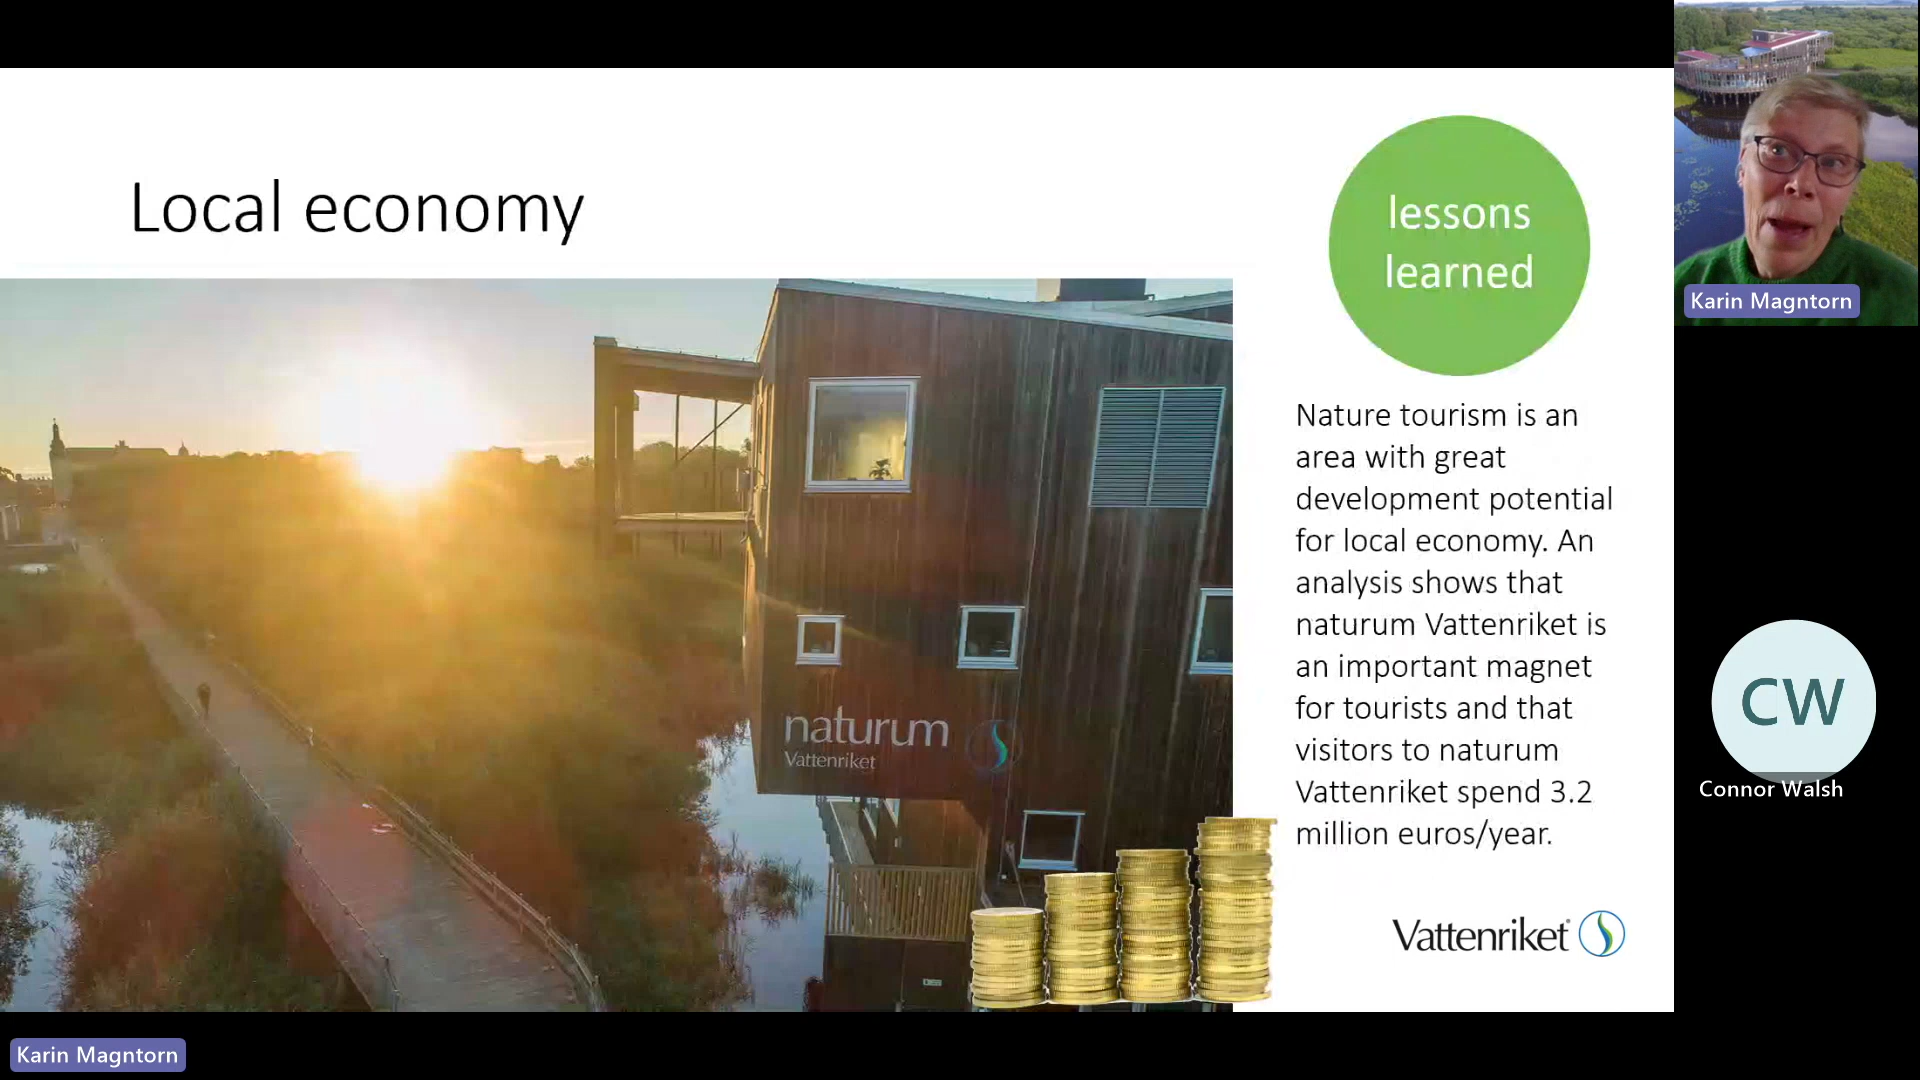 Local economy
lessons
learned
Nature tourism is an
area with great
development potential
for local economy. An
analysis shows that
naturum Vattenriket is
an important magnet
for tourists and that
visitors to naturum
Vattenriket spend 3.2
million euros/year.
naturum
Vattenriket
Vattenriket
Karin Magntorn
CW
Connor Walsh
Karin Magntorn